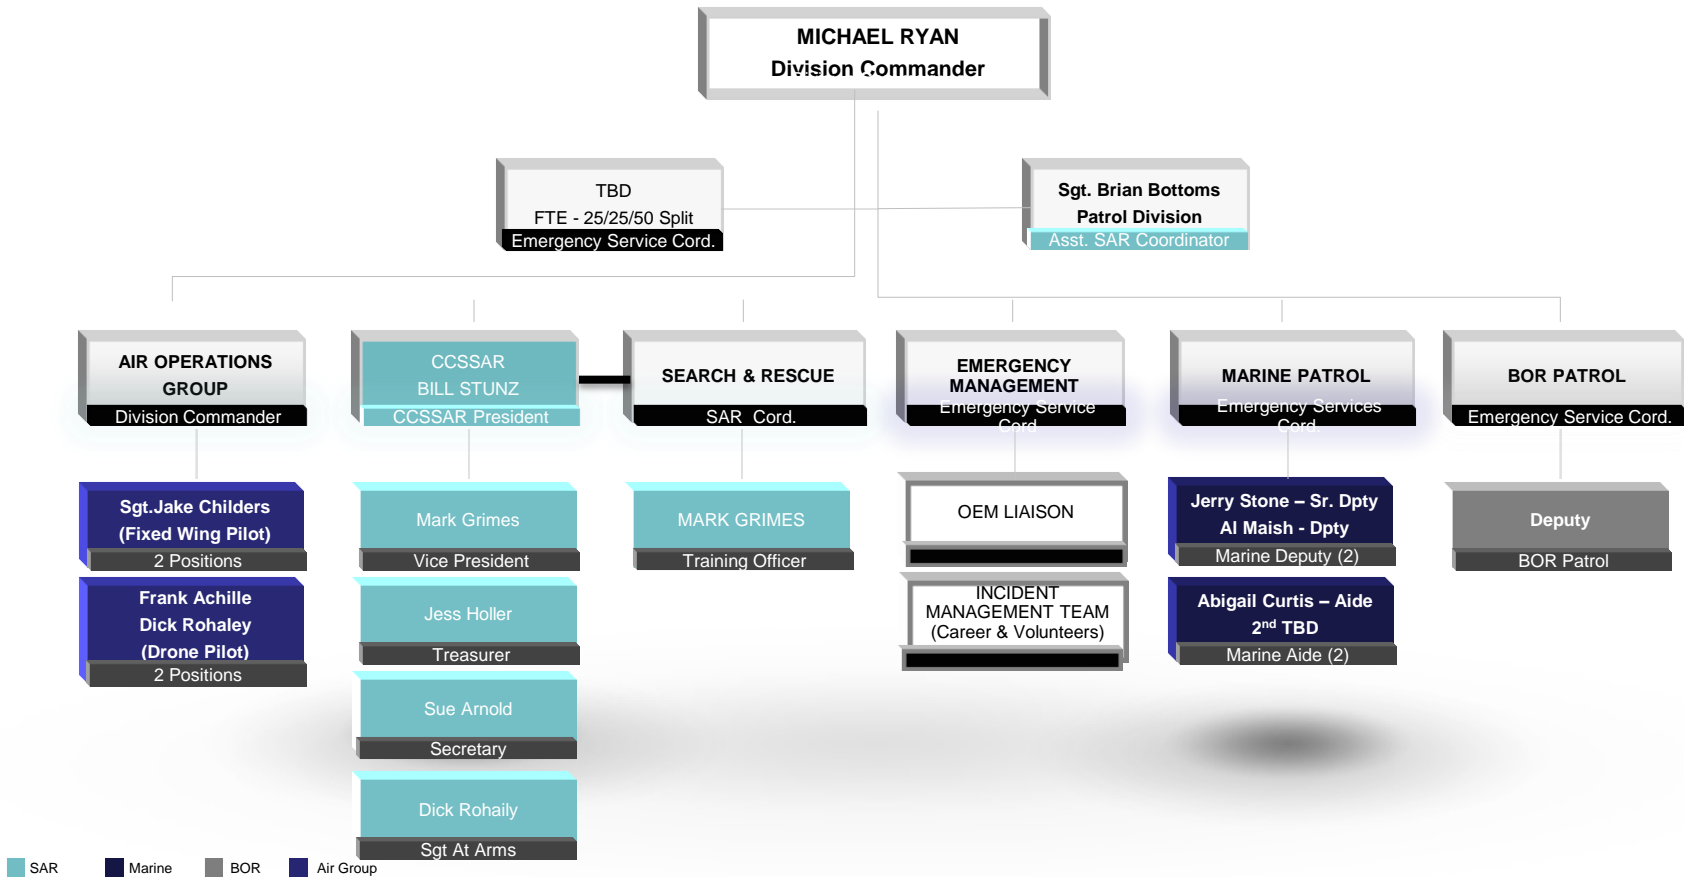 MICHAEL RYAN
Division Commander
TBD
FTE - 25/25/50 Split
Emergency Service Cord.
Sgt. Brian Bottoms
Patrol Division
Asst. SAR Coordinator
AIR OPERATIONS
GROUP
Division Commander
CCSSAR
BILL STUNZ
CCSSAR President
SEARCH & RESCUE
SAR Cord.
EMERGENCY
MANAGEMENT
Emergency Service
Cord.
MARINE PATROL
Emergency Services
Cord.
BOR PATROL
Emergency Service Cord.
Sgt.Jake Childers
(Fixed Wing Pilot)
2 Positions
Frank Achille
Dick Rohaley
(Drone Pilot)
2 Positions
Mark Grimes
Vice President
Jess Holler
Treasurer
Sue Arnold
Secretary
Dick Rohaily
Sgt At Arms
MARK GRIMES
Training Officer
OEM LIAISON
INCIDENT
MANAGEMENT TEAM
(Career & Volunteers)
Jerry Stone – Sr. Dpty
Al Maish - Dpty
Marine Deputy (2)
Abigail Curtis – Aide
2nd TBD
Marine Aide (2)
Deputy
BOR Patrol
SAR
Marine
BOR
Air Group